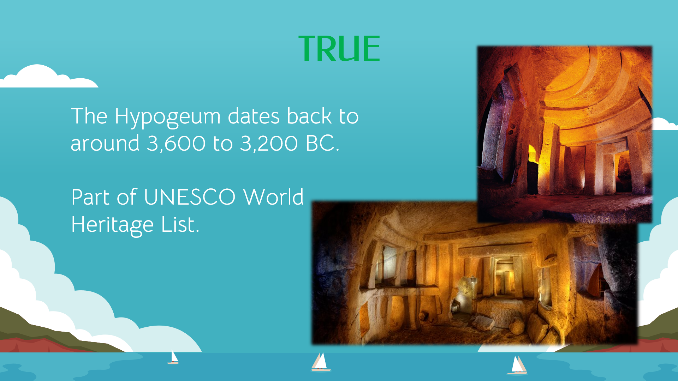 TRUE
The Hypogeum dates back to
around 3,600 to 3,200 BC.
Part of UNESCO World
Heritage List.